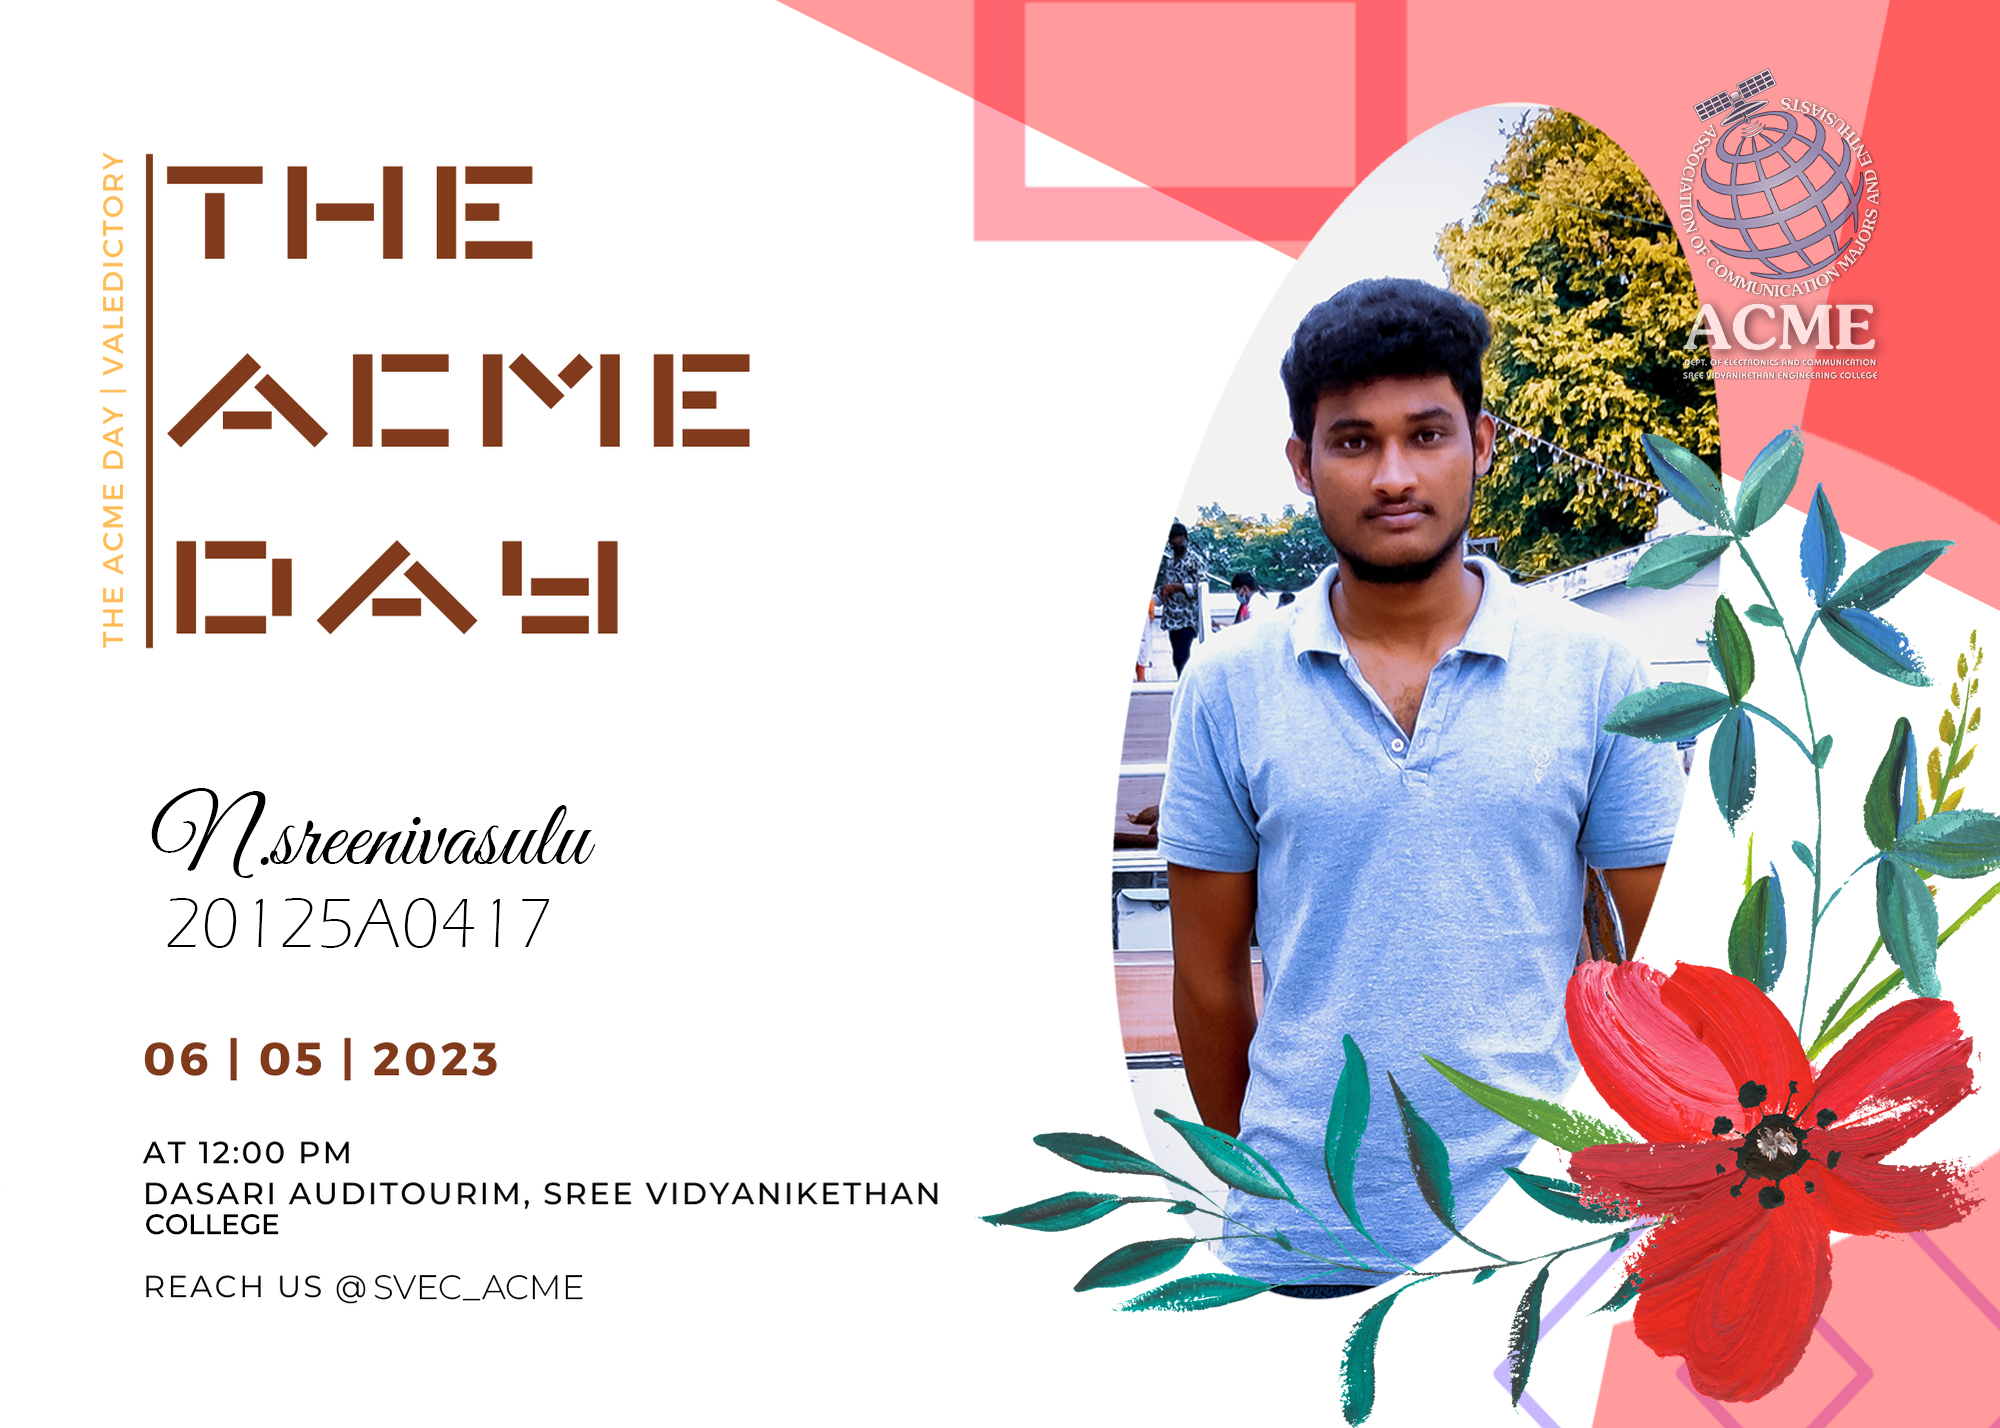 THE ACME DAY | VALEDICTORY
THE
ACME
DAY
N.sreenivasulu
20125A0417
06 | 05 | 2023
AT 12:00 PM
DASARI AUDITOURIM, SREE VIDYANIKETHAN
COLLEGE
REACH US @SVEC_ACME
ASSOCIATION OF COMMUNICATION MAJORS AND ENTHUSIASTS
ACME
DEPT. OF ELECTRONICS AND COMMUNICATION
SREE VIDYANIKETHAN ENGINEERING COLLEGE